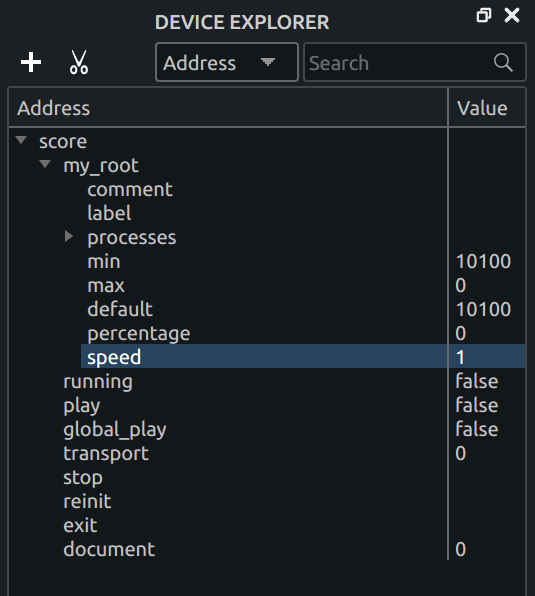 DEVICE EXPLORER
Address Search
Address Value
score
my_root
comment
label
processes
min 10100
max 0
default 10100
percentage 0
speed 1
running false
play false
global_play false
transport 0
stop
reinit
exit
document 0